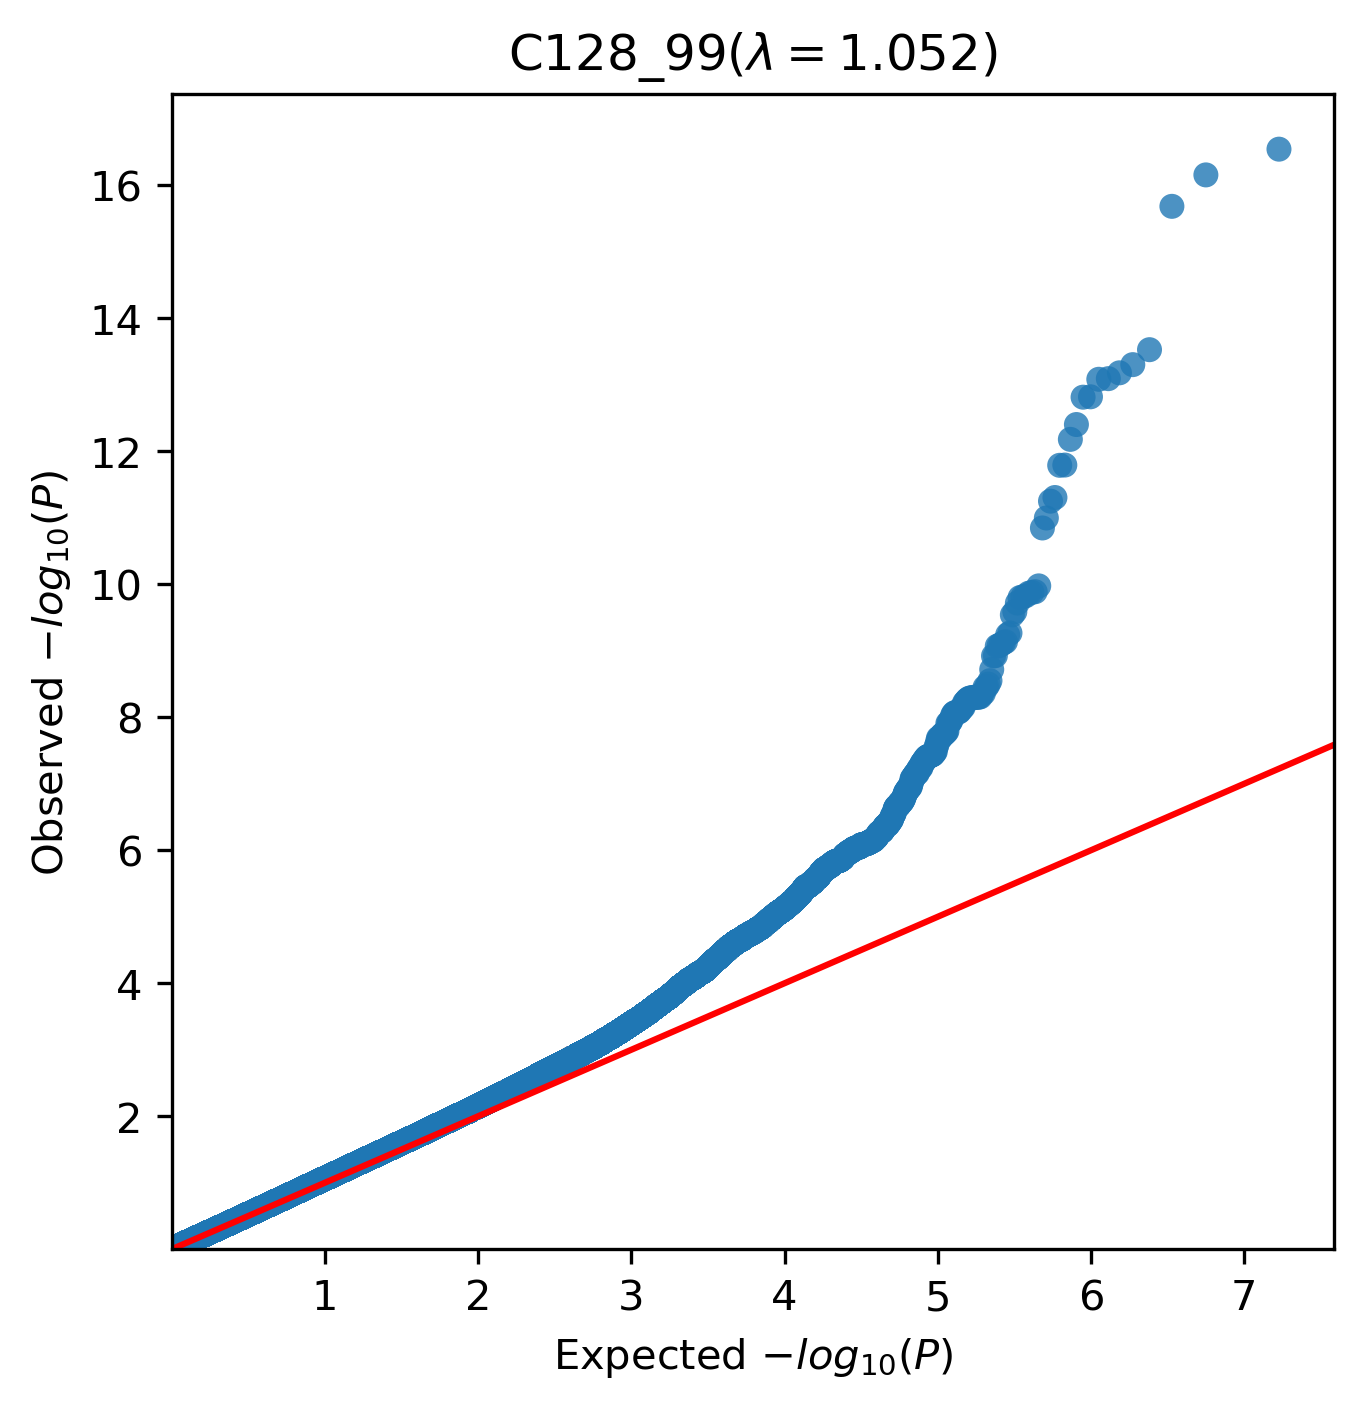 C128_99(λ = 1.052)
16
14
12
10
8
6
4
2
Observed −log₁₀(P)
1 2 3 4 5 6 7
Expected −log₁₀(P)